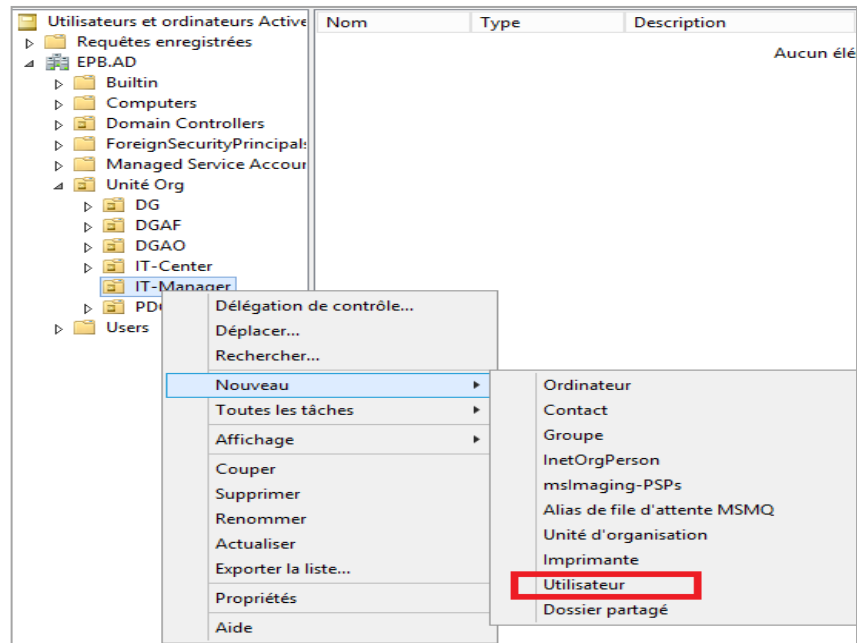 Utilisateurs et ordinateurs Active
Nom Type Description
Requêtes enregistrées
Aucun élé
EPB.AD
Builtin
Computers
Domain Controllers
ForeignSecurityPrincipal
Managed Service Accour
Unité Org
DG
DGAF
DGAO
IT-Center
IT-Manager
Users
Délégation de contrôle...
Déplacer...
Rechercher...
Nouveau
Toutes les tâches
Affichage
Couper
Supprimer
Renommer
Actualiser
Exporter la liste...
Propriétés
Aide
Ordinateur
Contact
Groupe
InetOrgPerson
msImaging-PSPs
Alias de file d'attente MSMQ
Unité d'organisation
Imprimante
Utilisateur
Dossier partagé